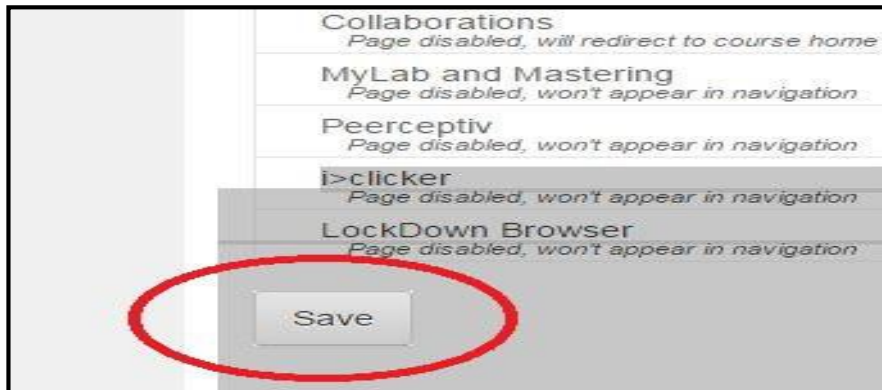 Collaborations
Page disabled, will redirect to course home
MyLab and Mastering
Page disabled, won't appear in navigation
Peerceptiv
Page disabled, won't appear in navigation
i>clicker
Page disabled, won't appear in navigation
LockDown Browser
Page disabled, won't appear in navigation
Save